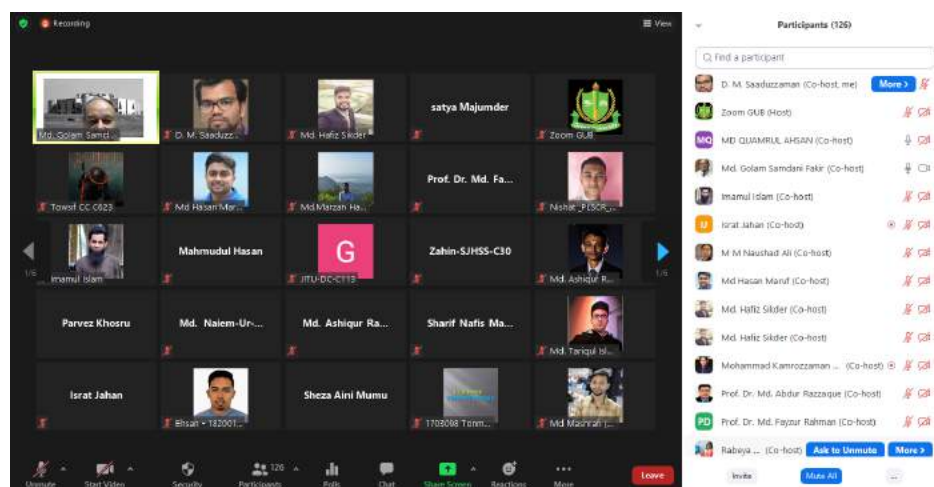 Recording
View
Md. Golam Samd...
D. M. Saaduzz...
Md. Hafiz Sikder
satya Majumder
Zoom GUB
Towsif CC C623
Md Hasan Mar...
Md.Marzan Ha...
Prof. Dr. Md. Fa...
Nishat_PLSCR_...
Imamul Islam
Mahmudul Hasan
G
JITU-DC-C113
Zahin-SJHSS-C30
Md. Ashiqur R...
1/6
1/6
Parvez Khosru
Md. Naiem-Ur-...
Md. Ashiqur Ra...
Sharif Nafis Ma...
Md. Tariqul Isl...
Israt Jahan
Ehsan - 182001...
Sheza Aini Mumu
1703098 Tonm...
Md Mashrafi (...
Unmute
Start Video
Security
Participants
126
Polls
Chat
Share Screen
Reactions
More
Leave
Participants (126)
Find a participant
D. M. Saaduzzaman (Co-host, me)
More >
Zoom GUB (Host)
MQ
MD QUAMRUL AHSAN (Co-host)
Md. Golam Samdani Fakir (Co-host)
Imamul Islam (Co-host)
U
Israt Jahan (Co-host)
M M Naushad Ali (Co-host)
Md Hasan Maruf (Co-host)
Md. Hafiz Sikder (Co-host)
Md. Hafiz Sikder (Co-host)
Mohammad Kamrozzaman ... (Co-host)
Prof. Dr. Md. Abdur Razzaque (Co-host)
PD
Prof. Dr. Md. Fayzur Rahman (Co-host)
Rabeya ... (Co-host)
Ask to Unmute
More >
Invite
Mute All
...